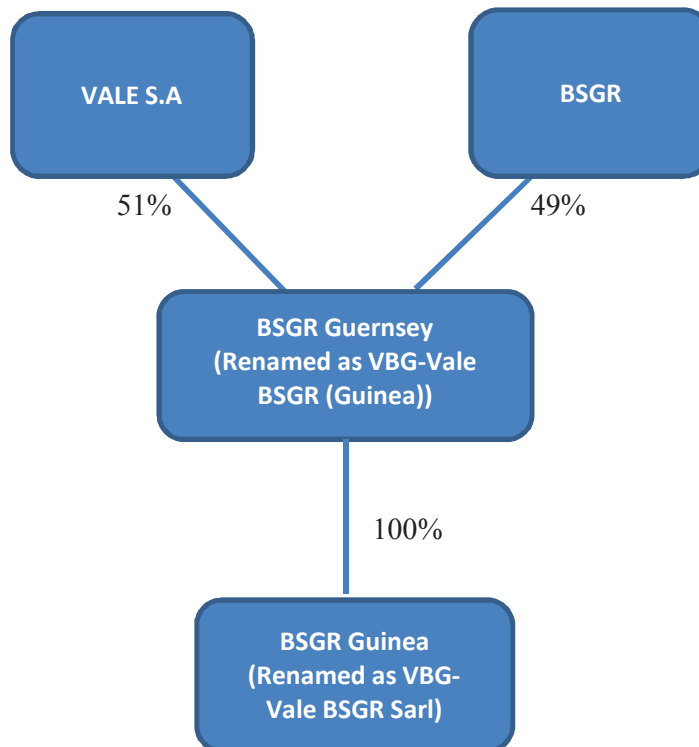 VALE S.A
BSGR
51%
49%
BSGR Guernsey
(Renamed as VBG-Vale
BSGR (Guinea))
100%
BSGR Guinea
(Renamed as VBG-
Vale BSGR Sarl)